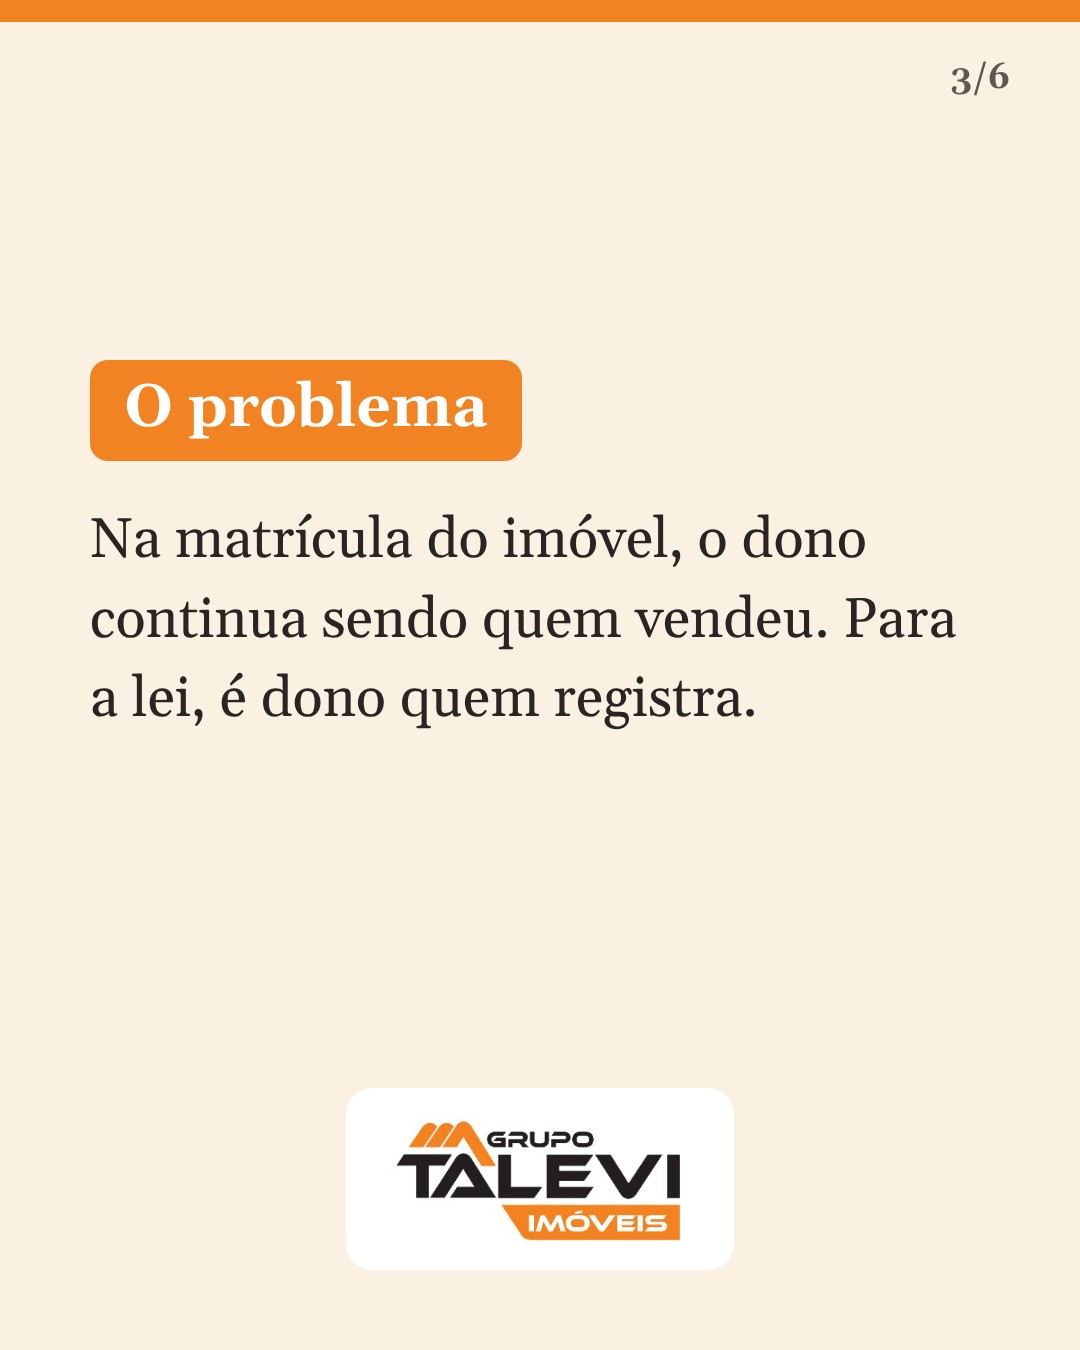 3/6
O problema
Na matrícula do imóvel, o dono
continua sendo quem vendeu. Para
a lei, é dono quem registra.
GRUPO
TALEVI
IMÓVEIS